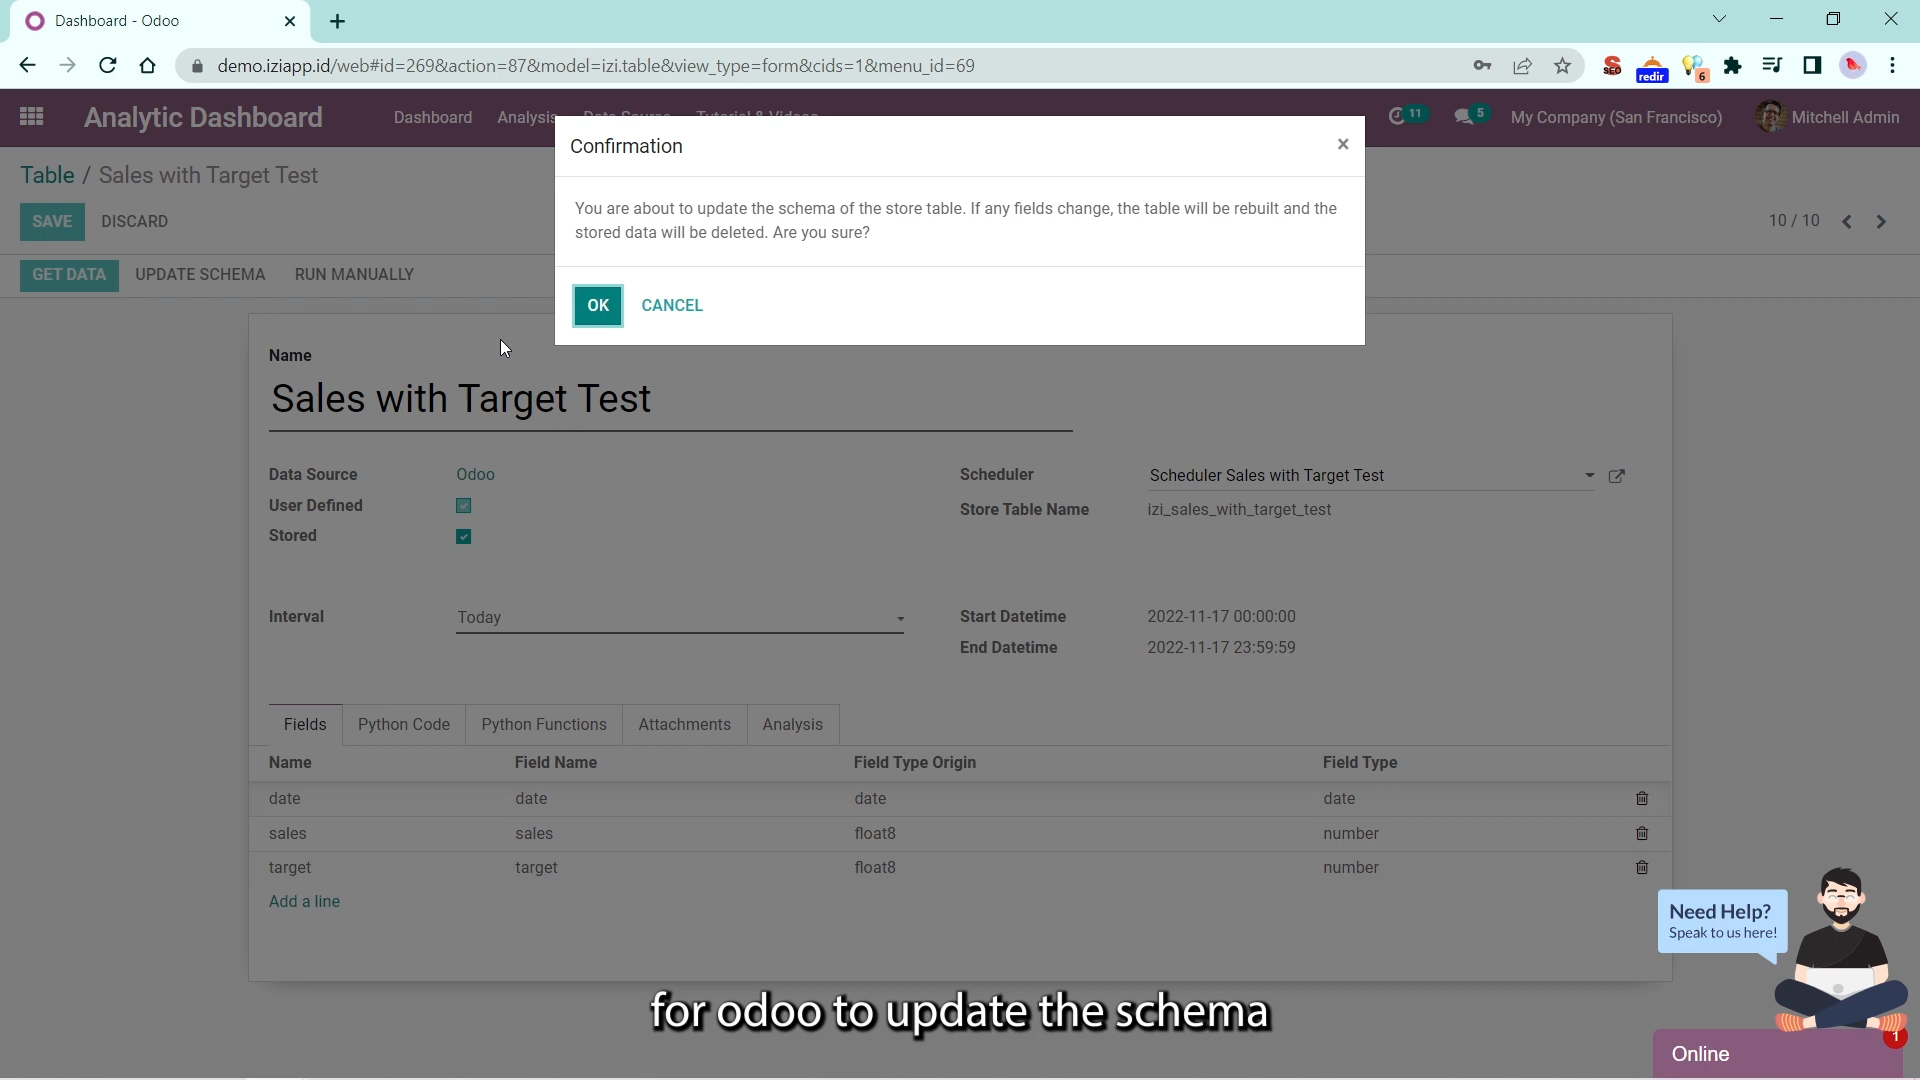 Dashboard - Odoo
demo.iziapp.id/web#id=269&action=87&model=izi.table&view_type=form&cids=1&menu_id=69
SEO
redir
6
Analytic Dashboard
Dashboard
Analysis
Data Source
Tutorial & Videos
11
5
My Company (San Francisco)
Mitchell Admin
Confirmation
×
You are about to update the schema of the store table. If any fields change, the table will be rebuilt and the
stored data will be deleted. Are you sure?
OK
CANCEL
Table / Sales with Target Test
SAVE
DISCARD
10 / 10
GET DATA
UPDATE SCHEMA
RUN MANUALLY
Name
Sales with Target Test
Data Source
Odoo
Scheduler
Scheduler Sales with Target Test
User Defined
Store Table Name
izi_sales_with_target_test
Stored
Interval
Today
Start Datetime
2022-11-17 00:00:00
End Datetime
2022-11-17 23:59:59
Fields
Python Code
Python Functions
Attachments
Analysis
Name
Field Name
Field Type Origin
Field Type
date
date
date
date
sales
sales
float8
number
target
target
float8
number
Add a line
Need Help?
Speak to us here!
for odoo to update the schema
1
Online